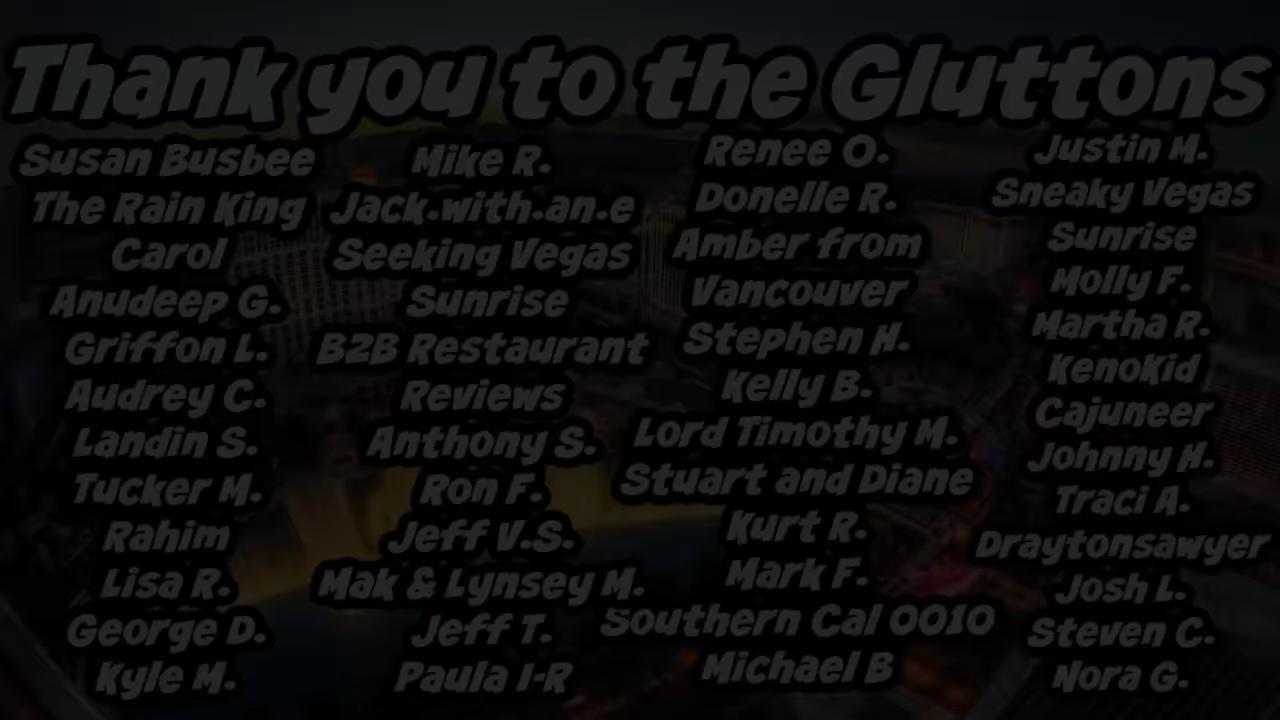 Thank you to the Gluttons
Susan Busbee
The Rain King
Carol
Anudeep G.
Griffon L.
Audrey C.
Landin S.
Tucker M.
Rahim
Lisa R.
George D.
Kyle M.
Mike R.
Jack.with.an.e
Seeking Vegas
Sunrise
B2B Restaurant
Reviews
Anthony S.
Ron F.
Jeff V.S.
Mak & Lynsey M.
Jeff T.
Paula I-R
Renee O.
Donelle R.
Amber from
Vancouver
Stephen H.
Kelly B.
Lord Timothy M.
Stuart and Diane
Kurt R.
Mark F.
Southern Cal 0010
Michael B
Justin M.
Sneaky Vegas
Sunrise
Molly F.
Martha R.
KenoKid
Cajuneer
Johnny H.
Traci A.
Draytonsawyer
Josh L.
Steven C.
Nora G.